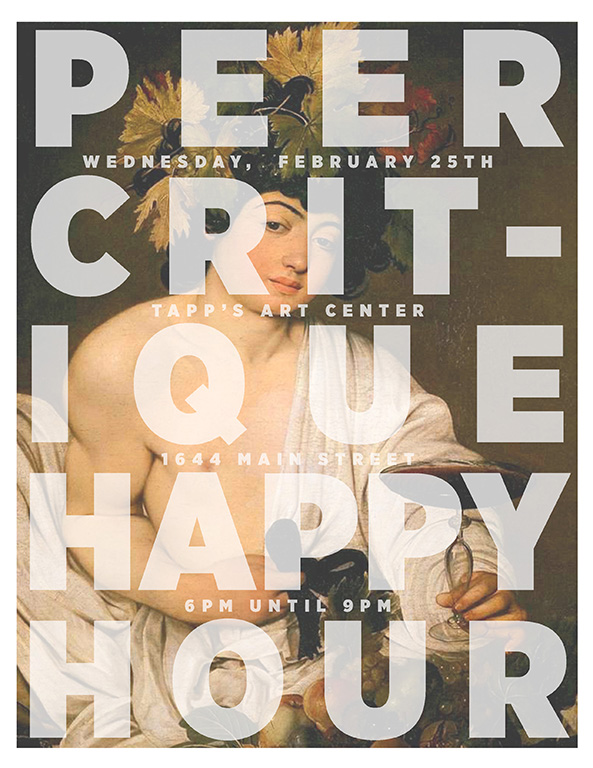 PEER
WEDNESDAY, FEBRUARY 25TH
CRIT-
TAPP'S ART CENTER
IQUE
1644 MAIN STREET
HAPPY
6PM UNTIL 9PM
HOUR